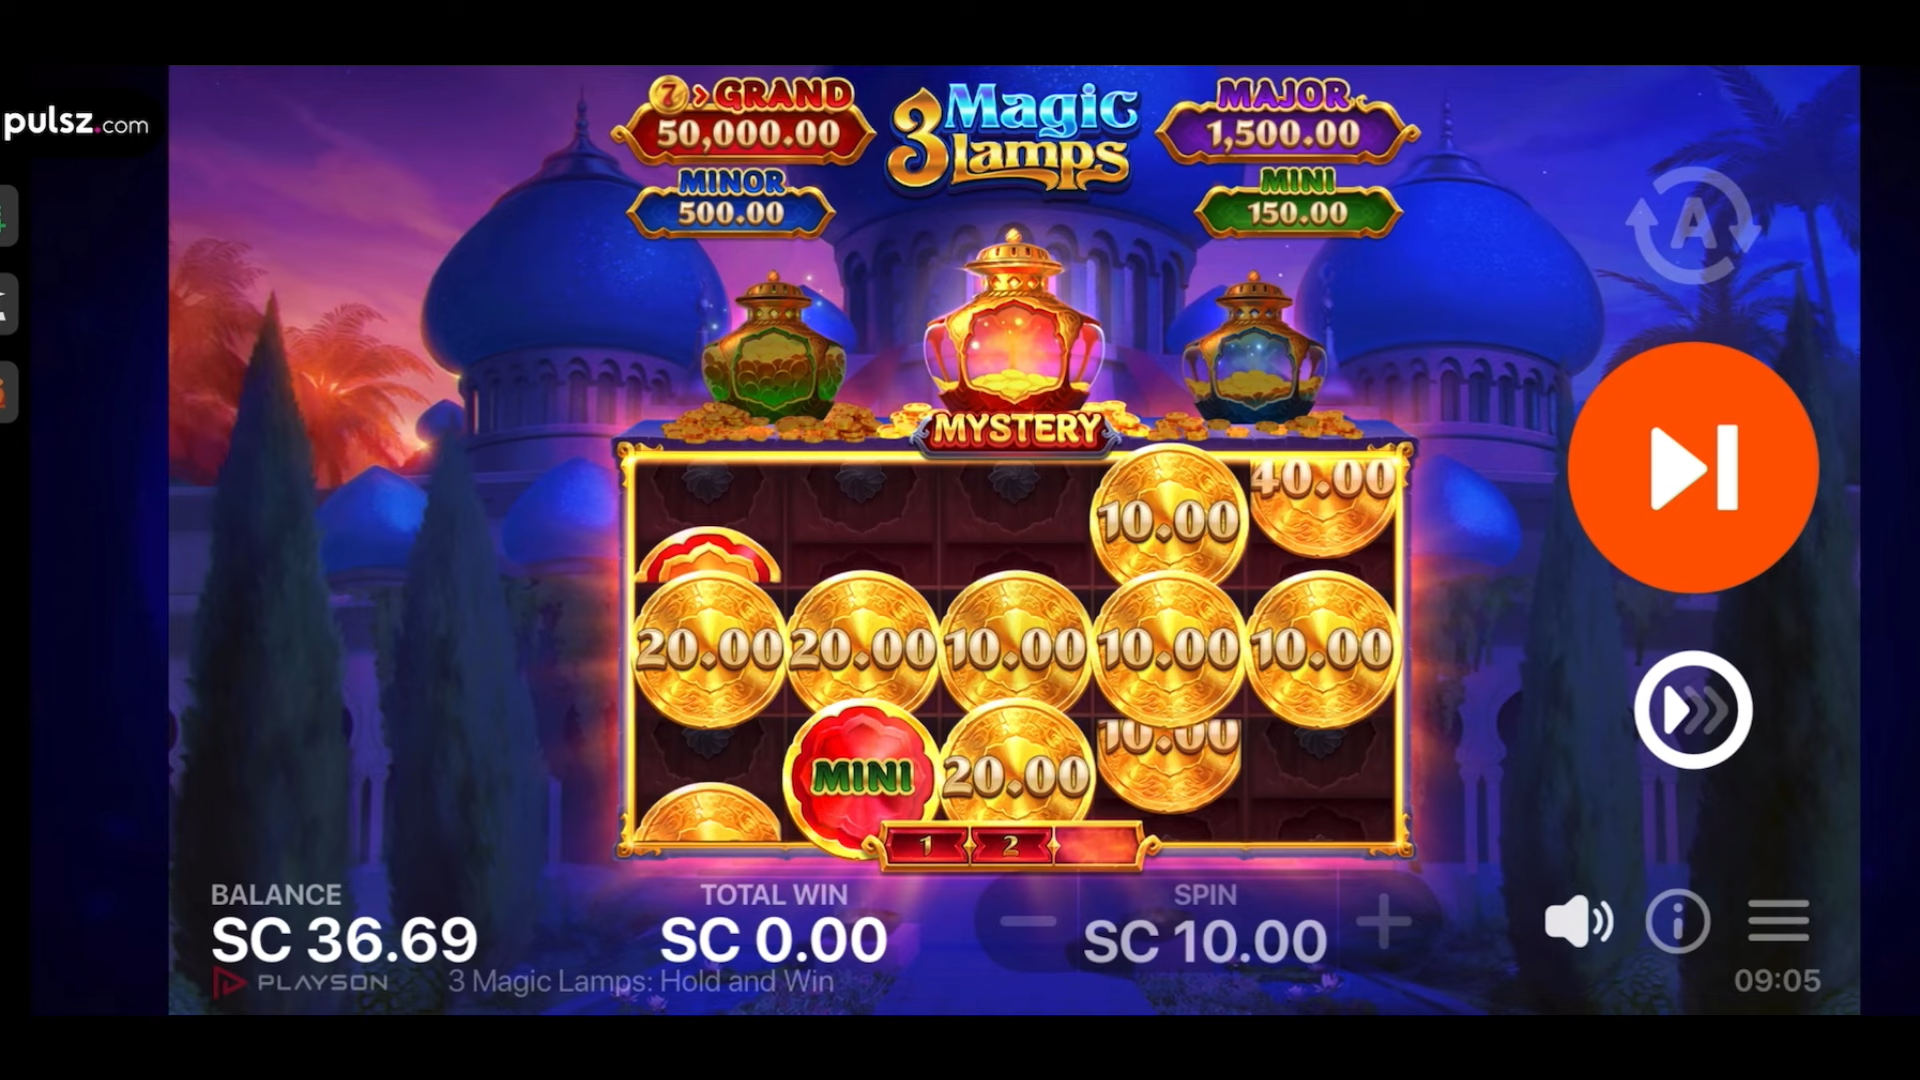 pulsz.com
7 > GRAND
50,000.00
3 Magic Lamps
MAJOR
1,500.00
MINOR
500.00
MINI
150.00
A
MYSTERY
10.00 40.00
20.00 20.00 10.00 10.00 10.00
MINI 20.00 10.00
1 2
BALANCE
SC 36.69
TOTAL WIN
SC 0.00
SPIN
SC 10.00
PLAYSON
3 Magic Lamps: Hold and Win
09:05